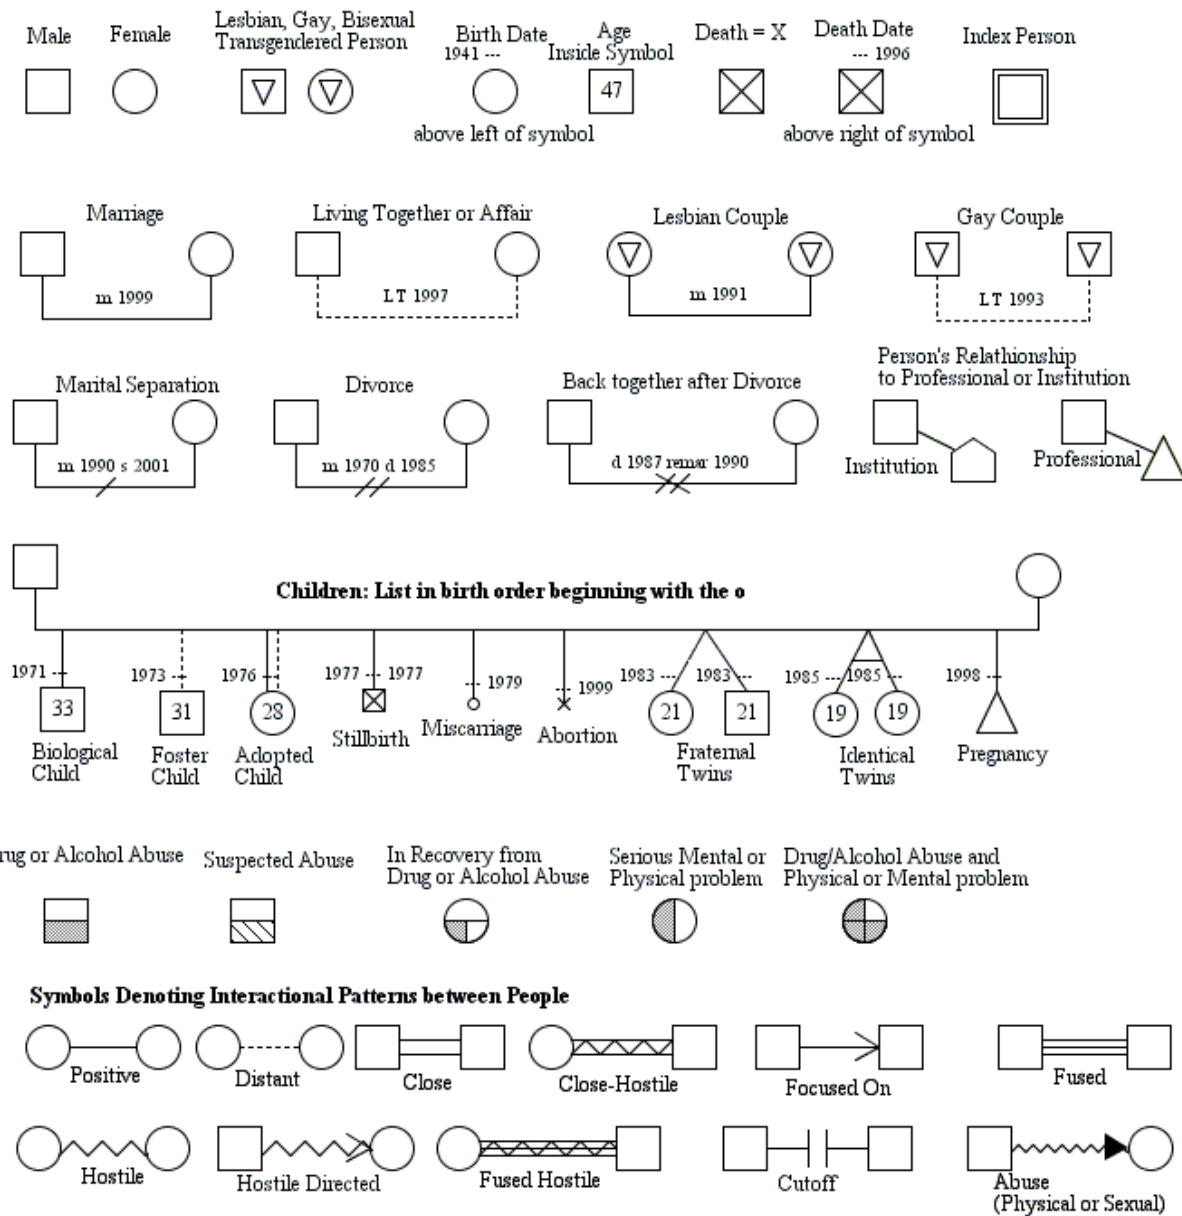 Male
Female
Lesbian, Gay, Bisexual
Transgendered Person
Birth Date
1941 ---
above left of symbol
Age
Inside Symbol
47
Death = X
Death Date
--- 1996
above right of symbol
Index Person
Marriage
m 1999
Living Together or Affair
LT 1997
Lesbian Couple
m 1991
Gay Couple
LT 1993
Marital Separation
m 1990 s 2001
Divorce
m 1970 d 1985
Back together after Divorce
d 1987 remar 1990
Person's Relathionship
to Professional or Institution
Institution
Professional
Children: List in birth order beginning with the o
1971 ---
33
Biological
Child
1973 ---
31
Foster
Child
1976 ---
28
Adopted
Child
1977 --- --- 1977
Stillbirth
--- 1979
Miscarriage
--- 1999
Abortion
1983 ---
1983 ---
21
21
Fraternal
Twins
1985 ---
1985 ---
19
19
Identical
Twins
1998 ---
Pregnancy
rug or Alcohol Abuse
Suspected Abuse
In Recovery from
Drug or Alcohol Abuse
Serious Mental or
Physical problem
Drug/Alcohol Abuse and
Physical or Mental problem
Symbols Denoting Interactional Patterns between People
Positive
Distant
Close
Close-Hostile
Focused On
Fused
Hostile
Hostile Directed
Fused Hostile
Cutoff
Abuse
(Physical or Sexual)